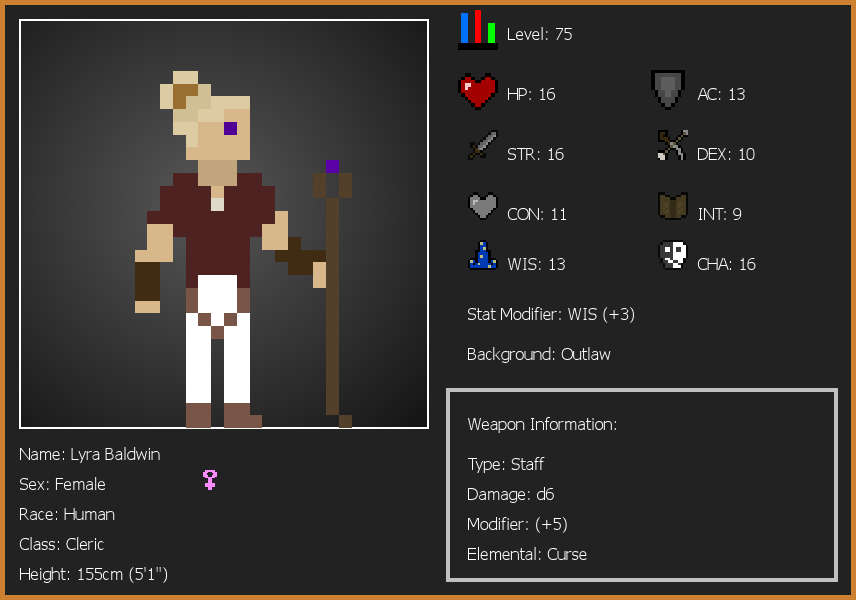 Level: 75
HP: 16
AC: 13
STR: 16
DEX: 10
CON: 11
INT: 9
WIS: 13
CHA: 16
Stat Modifier: WIS (+3)
Background: Outlaw
Weapon Information:
Type: Staff
Damage: d6
Modifier: (+5)
Elemental: Curse
Name: Lyra Baldwin
Sex: Female
Race: Human
Class: Cleric
Height: 155cm (5'1")